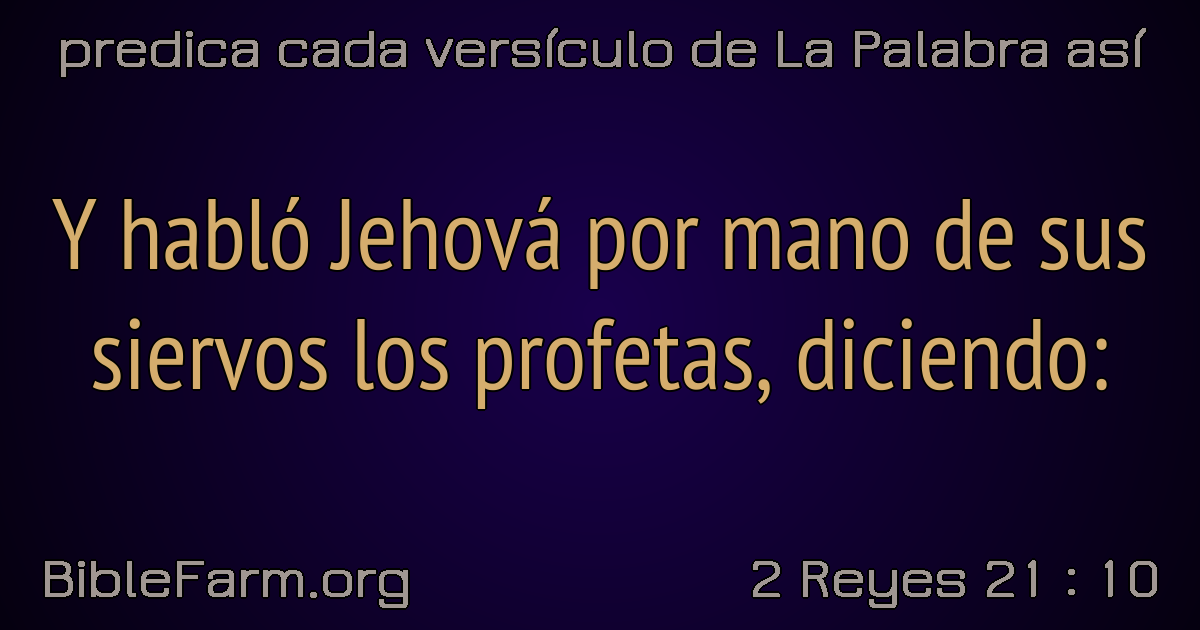 predica cada versículo de La Palabra así
Y habló Jehová por mano de sus
siervos los profetas, diciendo:
BibleFarm.org
2 Reyes 21 : 10